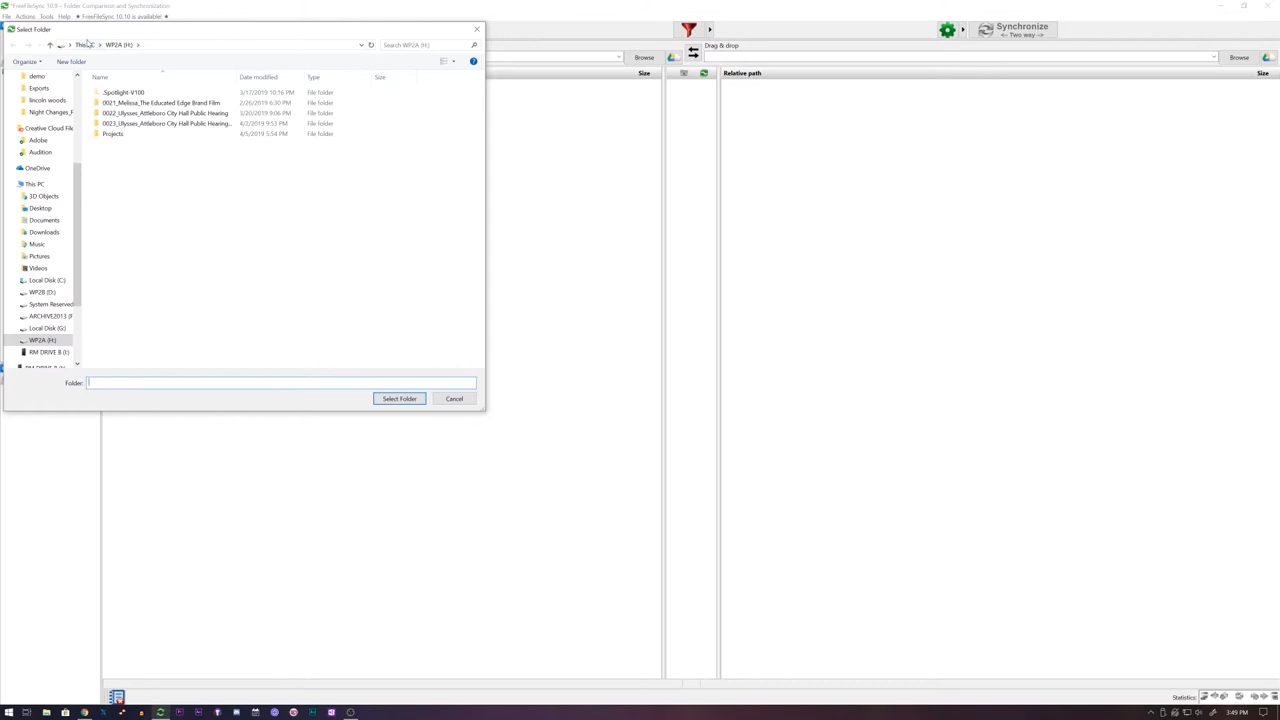 *FreeFileSync 10.9 - Folder Comparison and Synchronization
File Actions Tools Help ★ FreeFileSync 10.10 is available! ★
Select Folder
Synchronize
← Two way →
Drag & drop
This PC › WP2A (H:) ›
Search WP2A (H:)
Browse
Browse
Organize
New folder
Size
Relative path
Size
Name
Date modified
Type
Size
demo
Exports
lincoln woods
Night Changes_F
Creative Cloud File
Adobe
Audition
OneDrive
This PC
3D Objects
Desktop
Documents
Downloads
Music
Pictures
Videos
Local Disk (C:)
WP2B (D:)
System Reserved
ARCHIVE2013 (F
Local Disk (G:)
WP2A (H:)
RM DRIVE B (I:)
.Spotlight-V100 3/17/2019 10:16 PM File folder
0021_Melissa_The Educated Edge Brand Film 2/26/2019 6:30 PM File folder
0022_Ulysses_Attleboro City Hall Public Hearing 3/20/2019 9:06 PM File folder
0023_Ulysses_Attleboro City Hall Public Hearing... 4/2/2019 9:53 PM File folder
Projects 4/5/2019 5:54 PM File folder
Folder:
Select Folder
Cancel
Statistics:
3:49 PM